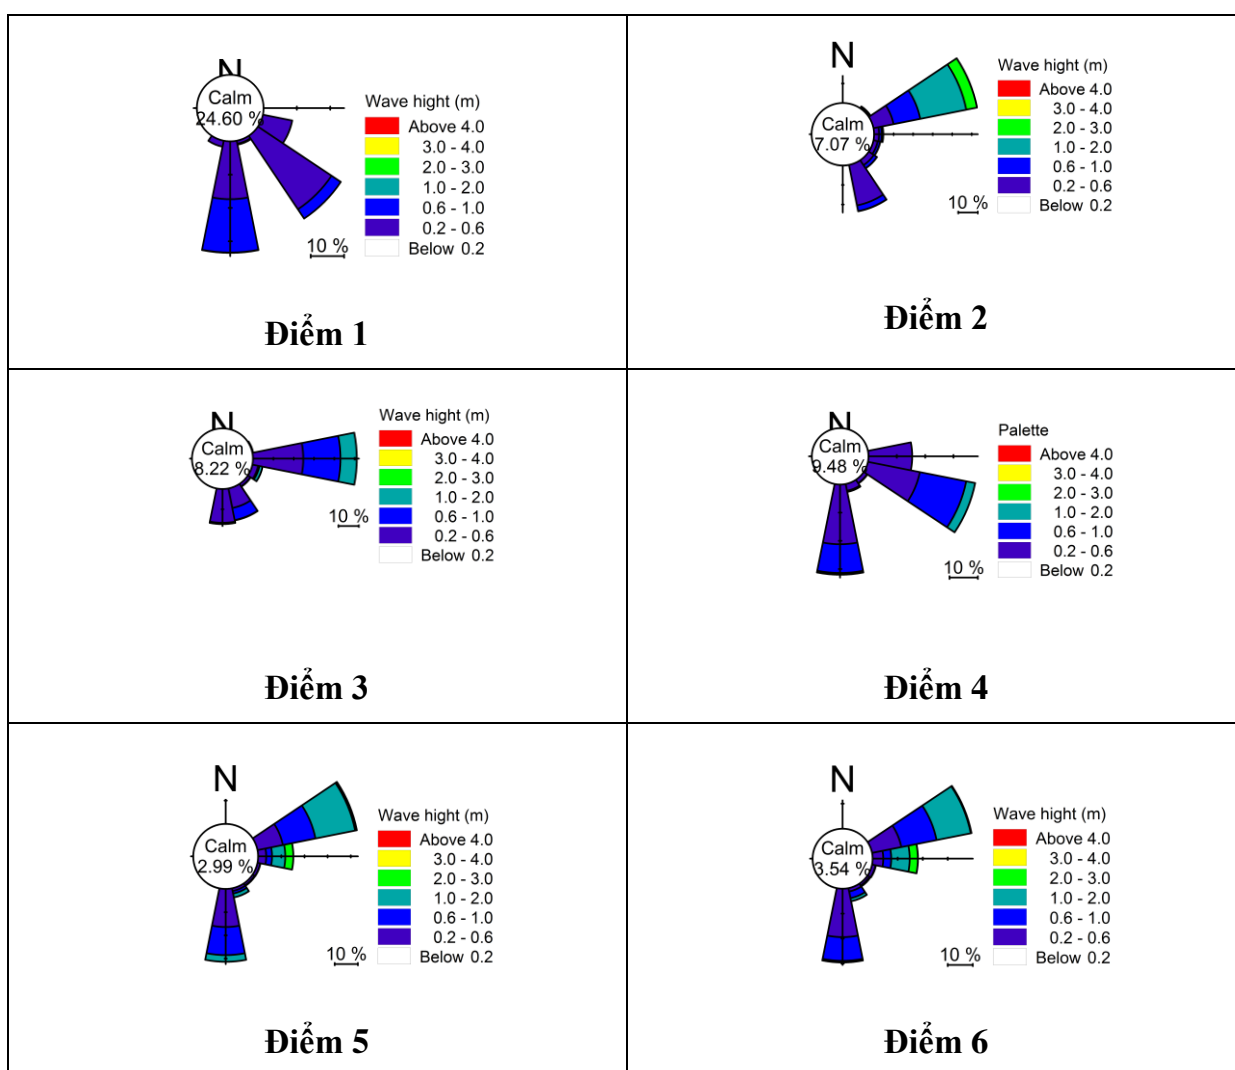 N
Calm
24.60 %
Wave hight (m)
Above 4.0
3.0 - 4.0
2.0 - 3.0
1.0 - 2.0
0.6 - 1.0
0.2 - 0.6
Below 0.2
10 %
Điểm 1
N
Calm
7.07 %
Wave hight (m)
Above 4.0
3.0 - 4.0
2.0 - 3.0
1.0 - 2.0
0.6 - 1.0
0.2 - 0.6
Below 0.2
10 %
Điểm 2
N
Calm
8.22 %
Wave hight (m)
Above 4.0
3.0 - 4.0
2.0 - 3.0
1.0 - 2.0
0.6 - 1.0
0.2 - 0.6
Below 0.2
10 %
Điểm 3
N
Calm
9.48 %
Palette
Above 4.0
3.0 - 4.0
2.0 - 3.0
1.0 - 2.0
0.6 - 1.0
0.2 - 0.6
Below 0.2
10 %
Điểm 4
N
Calm
2.99 %
Wave hight (m)
Above 4.0
3.0 - 4.0
2.0 - 3.0
1.0 - 2.0
0.6 - 1.0
0.2 - 0.6
Below 0.2
10 %
Điểm 5
N
Calm
3.54 %
Wave hight (m)
Above 4.0
3.0 - 4.0
2.0 - 3.0
1.0 - 2.0
0.6 - 1.0
0.2 - 0.6
Below 0.2
10 %
Điểm 6